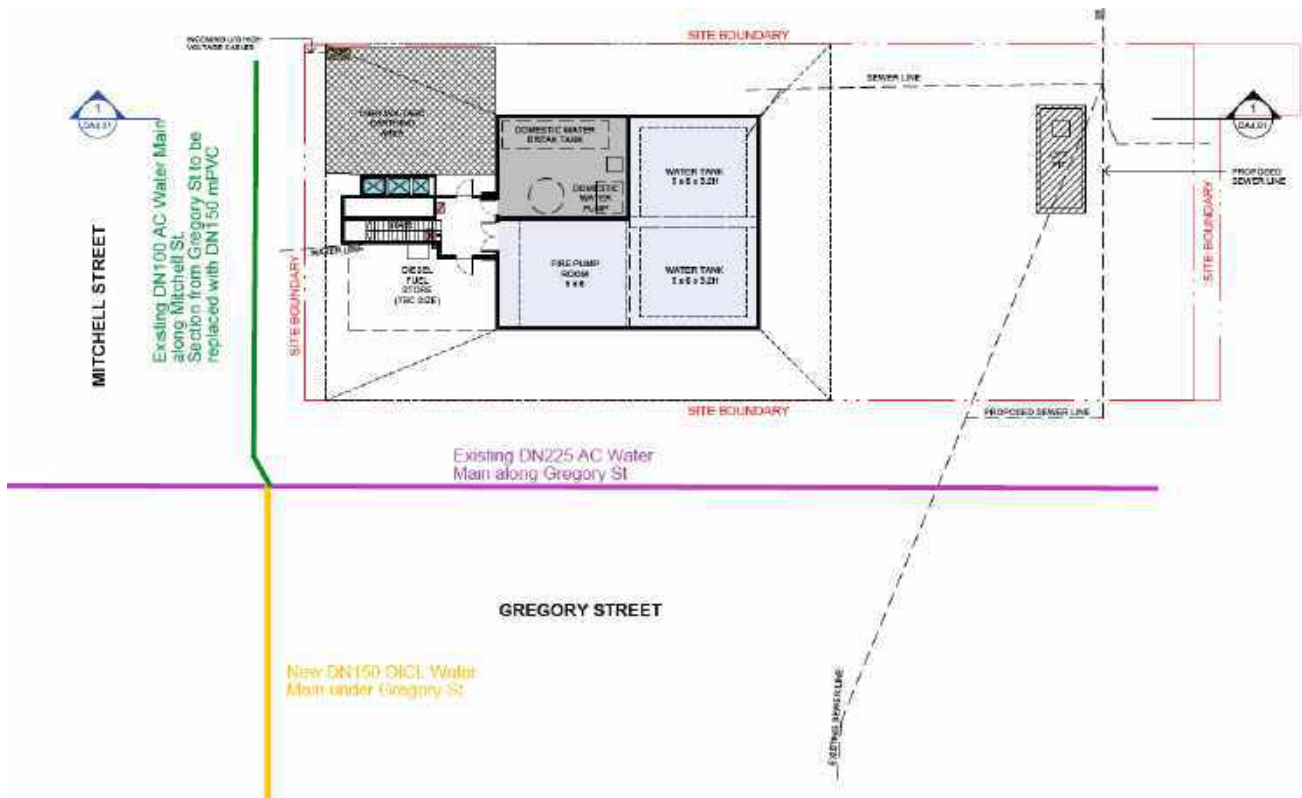 SITE BOUNDARY
INCOMING U/G HIGH
VOLTAGE CABLES
SEWER LINE
1
DA4.01
1
DA4.01
MITCHELL STREET
Existing DN100 AC Water Main
along Mitchell St.
Section from Gregory St to be
replaced with DN150 mPVC
AREA
DOMESTIC WATER
BREAK TANK
DOMESTIC
WATER
PUMP
WATER TANK
PROPOSED
SEWER LINE
SITE BOUNDARY
STAIRS
WATER LINE
SITE BOUNDARY
DIESEL
FUEL
STORE
(TBC SIZE)
FIRE PUMP
ROOM
WATER TANK
SITE BOUNDARY
PROPOSED SEWER LINE
Existing DN225 AC Water
Main along Gregory St
GREGORY STREET
New DN150 DICL Water
Main under Gregory St
EXISTING SEWER LINE